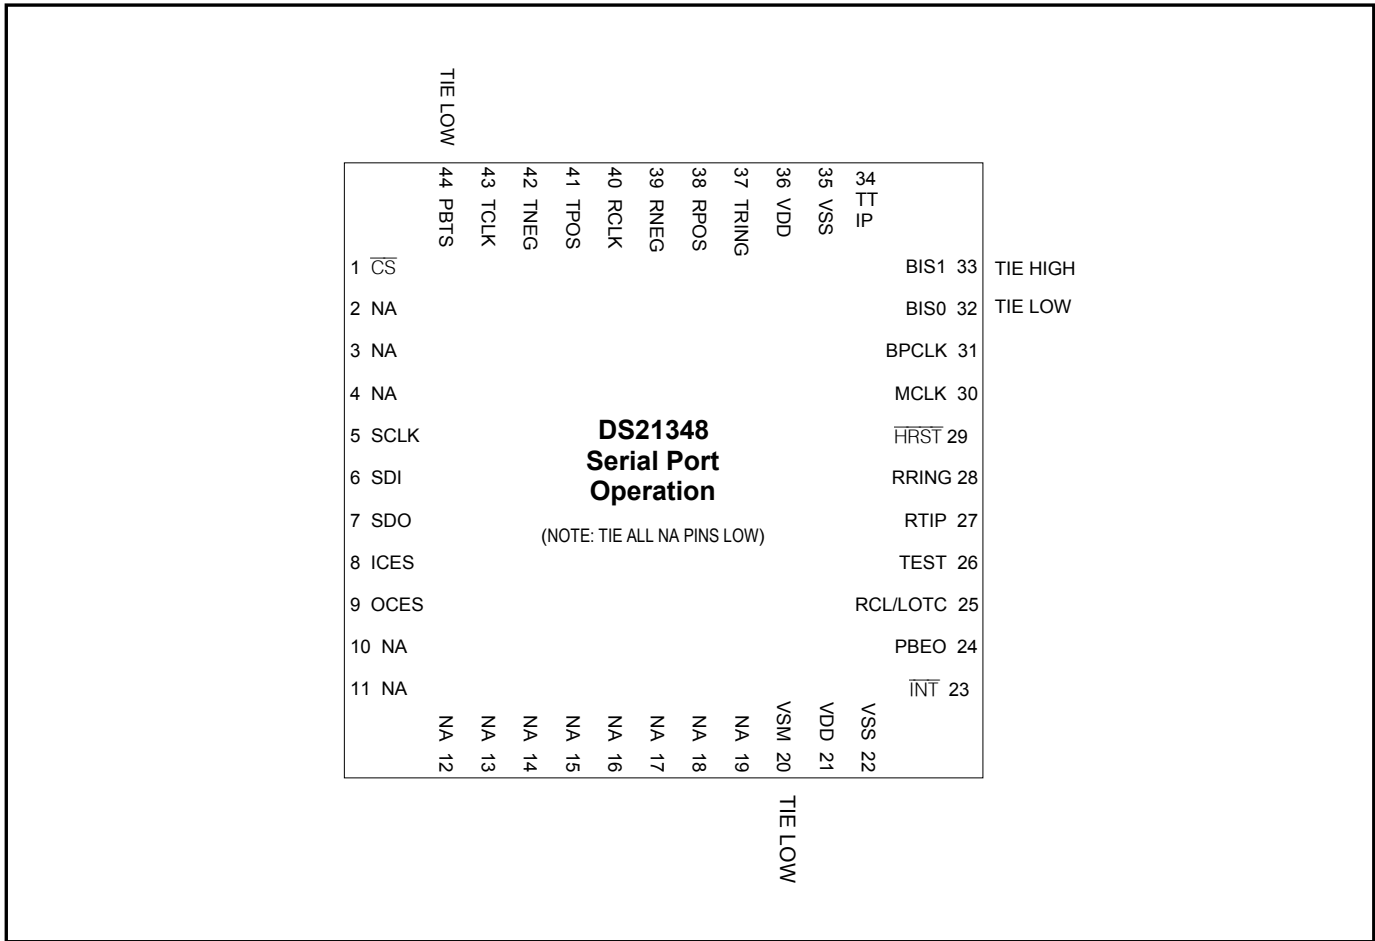 TIE LOW
44 PBTS
43 TCLK
42 TNEG
41 TPOS
40 RCLK
39 RNEG
38 RPOS
37 TRING
36 VDD
35 VSS
34
TT
IP
1 CS
2 NA
3 NA
4 NA
5 SCLK
6 SDI
7 SDO
8 ICES
9 OCES
10 NA
11 NA
DS21348
Serial Port
Operation
(NOTE: TIE ALL NA PINS LOW)
BIS1 33 TIE HIGH
BIS0 32 TIE LOW
BPCLK 31
MCLK 30
HRST 29
RRING 28
RTIP 27
TEST 26
RCL/LOTC 25
PBEO 24
INT 23
NA 12
NA 13
NA 14
NA 15
NA 16
NA 17
NA 18
NA 19
VSM 20
VDD 21
VSS 22
TIE LOW